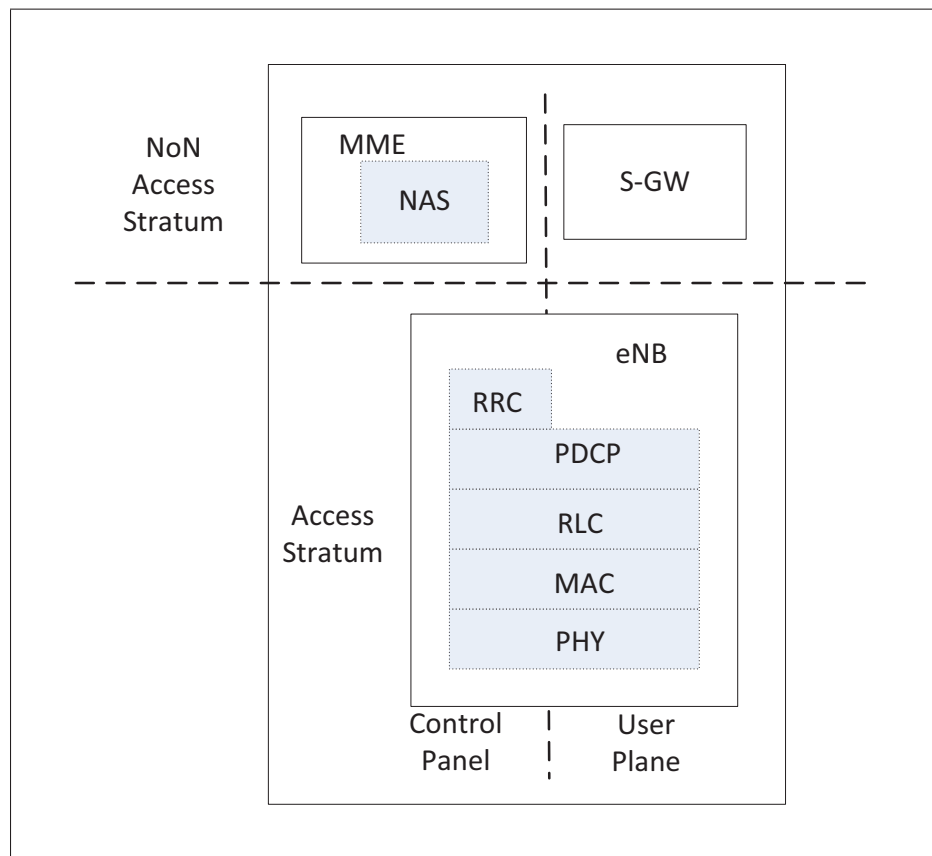 NoN
Access
Stratum
MME
NAS
S-GW
eNB
RRC
PDCP
RLC
MAC
PHY
Access
Stratum
Control
Panel
User
Plane